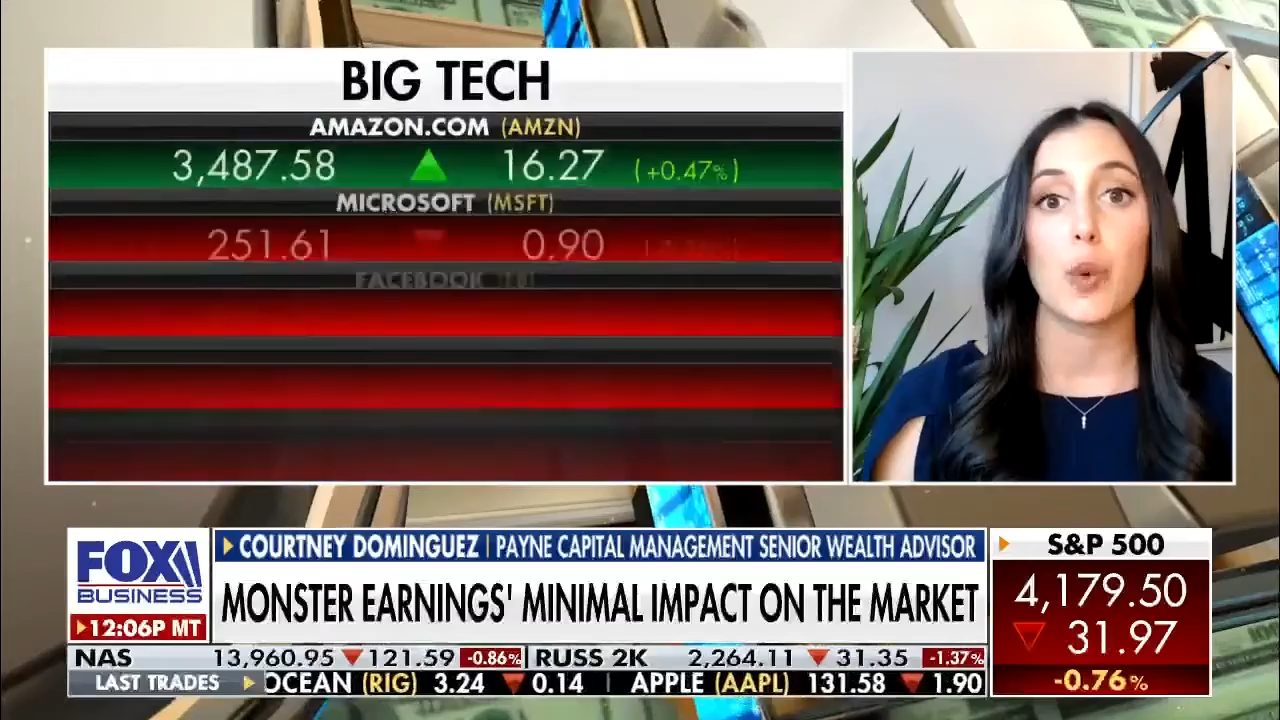 BIG TECH
AMAZON.COM (AMZN)
3,487.58 ▲ 16.27 (+0.47%)
MICROSOFT (MSFT)
251.61 ▼ 0.90
FACEBOOK
FOX BUSINESS
12:06P MT
COURTNEY DOMINGUEZ | PAYNE CAPITAL MANAGEMENT SENIOR WEALTH ADVISOR
MONSTER EARNINGS' MINIMAL IMPACT ON THE MARKET
S&P 500
4,179.50
▼ 31.97
-0.76%
NAS 13,960.95 ▼ 121.59 -0.86% RUSS 2K 2,264.11 ▼ 31.35 -1.37%
LAST TRADES OCEAN (RIG) 3.24 ▼ 0.14 | APPLE (AAPL) 131.58 ▼ 1.90